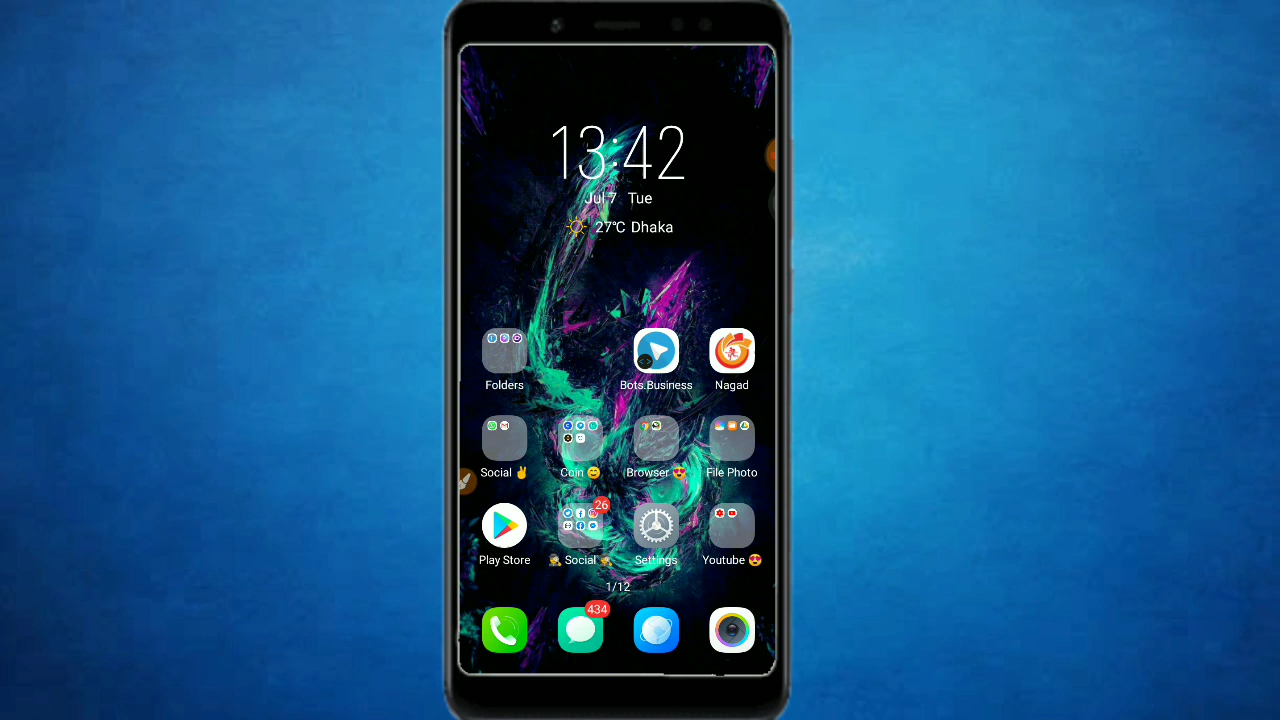 13:42
Jul 7 Tue
27°C Dhaka
Folders
Bots.Business
Nagad
Social ✌
Coin 😊
Browser 😍
File Photo
26
Play Store
🕵 Social 🕵
Settings
Youtube 😍
1/12
434